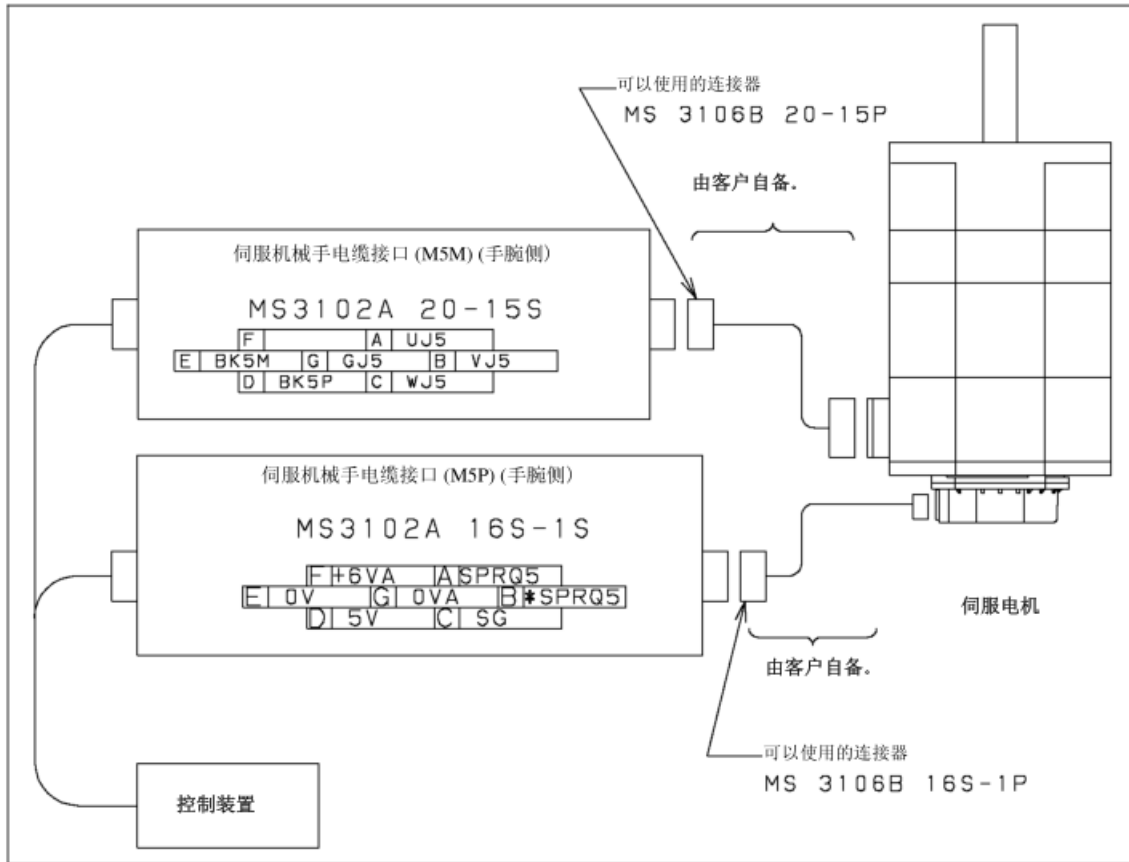 可以使用的连接器
MS 3106B 20-15P
由客户自备。
伺服机械手电缆接口 (M5M) (手腕侧)
MS3102A 20-15S
F A UJ5
E BK5M G GJ5 B VJ5
D BK5P C WJ5
伺服机械手电缆接口 (M5P) (手腕侧)
MS3102A 16S-1S
F +6VA A SPRQ5
E 0V G 0VA B *SPRQ5
D 5V C SG
伺服电机
由客户自备。
可以使用的连接器
MS 3106B 16S-1P
控制装置